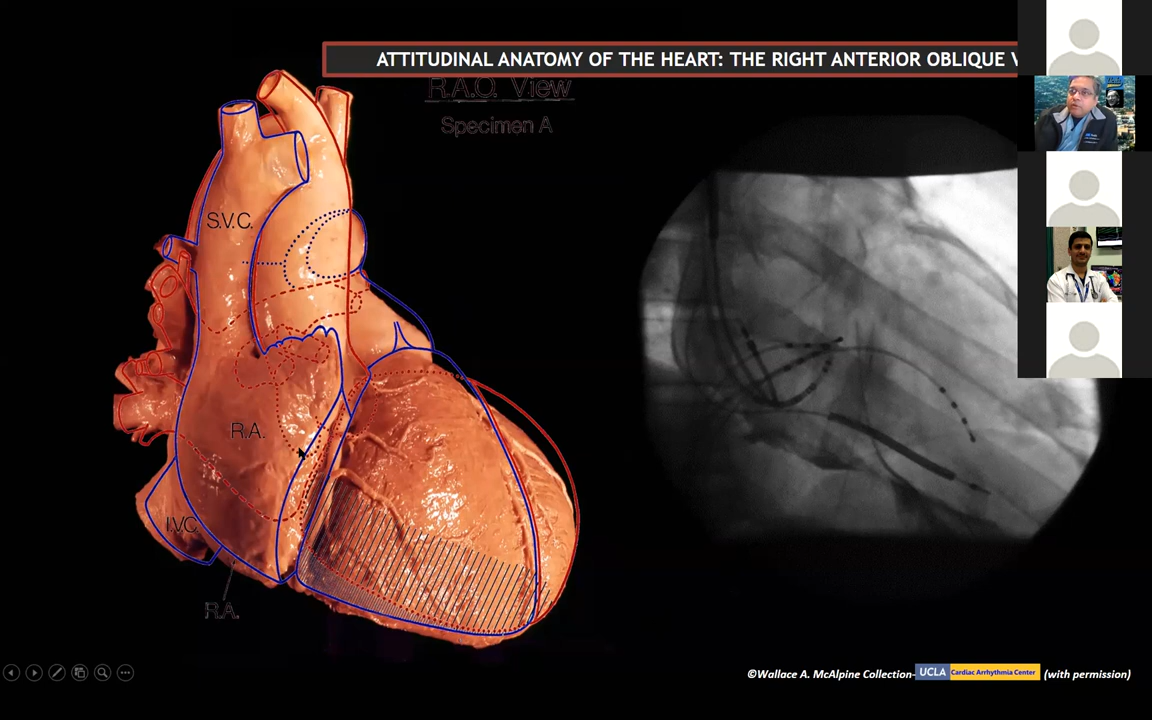 ATTITUDINAL ANATOMY OF THE HEART: THE RIGHT ANTERIOR OBLIQUE V
R.A.O. View
Specimen A
S.V.C.
R.A.
I.V.C.
R.A.
©Wallace A. McAlpine Collection- UCLA Cardiac Arrhythmia Center (with permission)